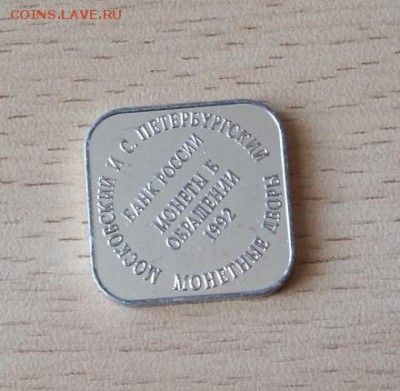 COINS.LAVE.RU
МОСКОВСКИЙ И С. ПЕТЕРБУРГСКИЙ
МОНЕТНЫЕ ДВОРЫ
БАНК РОССИИ
МОНЕТЫ Б
ОБРАЩЕНИИ
1992